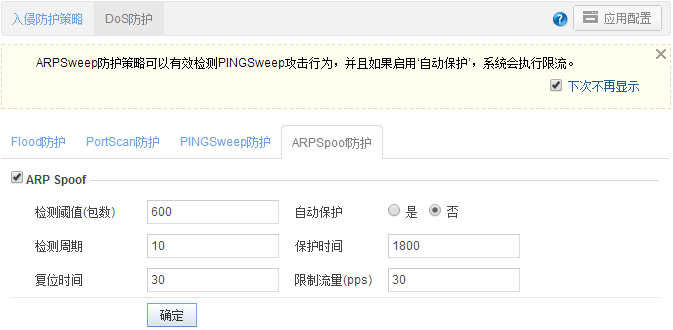 入侵防护策略 DoS防护 ? 应用配置
ARPSweep防护策略可以有效检测PINGSweep攻击行为，并且如果启用‘自动保护’，系统会执行限流。
下次不再显示
Flood防护 PortScan防护 PINGSweep防护 ARPSpoof防护
ARP Spoof
检测阈值(包数) 600 自动保护 是 否
检测周期 10 保护时间 1800
复位时间 30 限制流量(pps) 30
确定